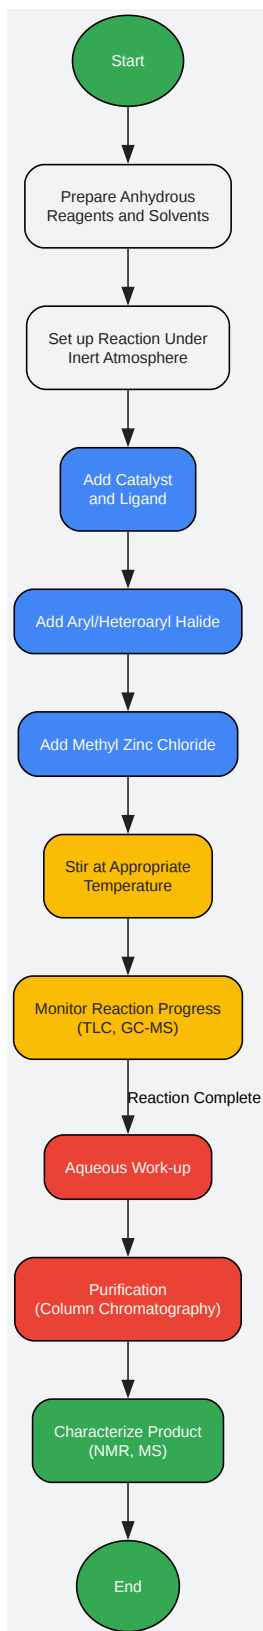 Start
Prepare Anhydrous
Reagents and Solvents
Set up Reaction Under
Inert Atmosphere
Add Catalyst
and Ligand
Add Aryl/Heteroaryl Halide
Add Methyl Zinc Chloride
Stir at Appropriate
Temperature
Monitor Reaction Progress
(TLC, GC-MS)
Reaction Complete
Aqueous Work-up
Purification
(Column Chromatography)
Characterize Product
(NMR, MS)
End